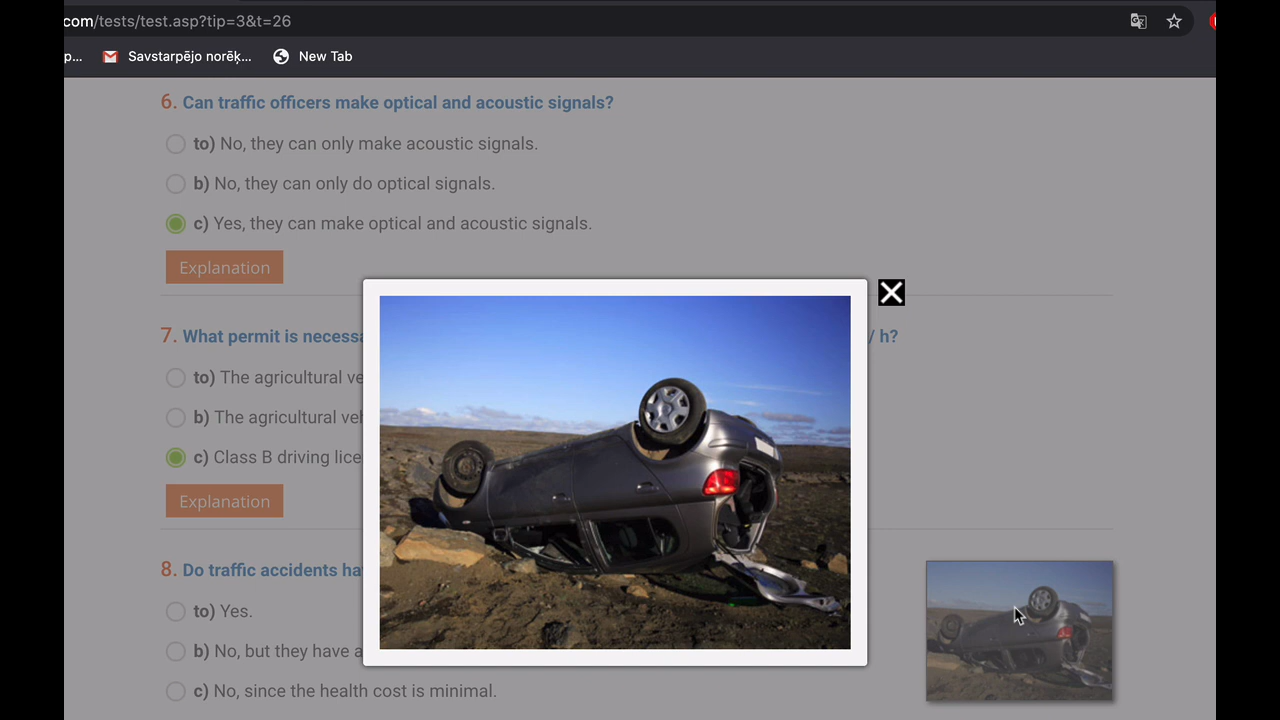 com/tests/test.asp?tip=3&t=26
p... Savstarpējo norēķ... New Tab
6. Can traffic officers make optical and acoustic signals?
to) No, they can only make acoustic signals.
b) No, they can only do optical signals.
c) Yes, they can make optical and acoustic signals.
Explanation
7. What permit is necessa / h?
to) The agricultural ve
b) The agricultural veh
c) Class B driving lice
Explanation
8. Do traffic accidents ha
to) Yes.
b) No, but they have a
c) No, since the health cost is minimal.